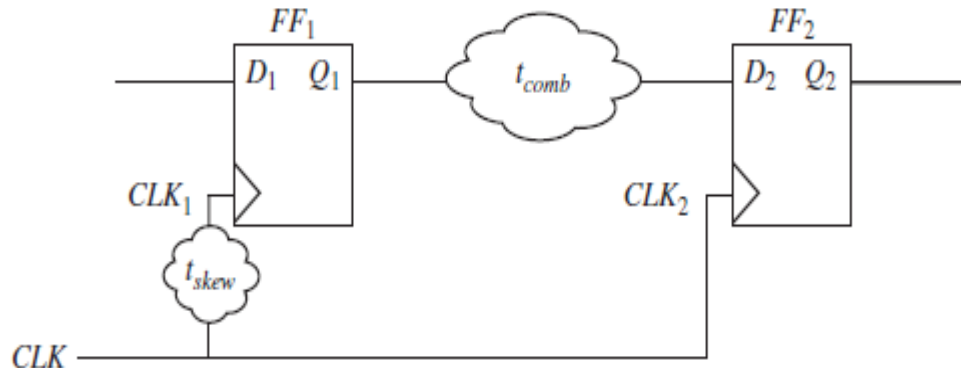 FF1 FF2
D1 Q1 tcomb D2 Q2
CLK1 CLK2
tskew
CLK